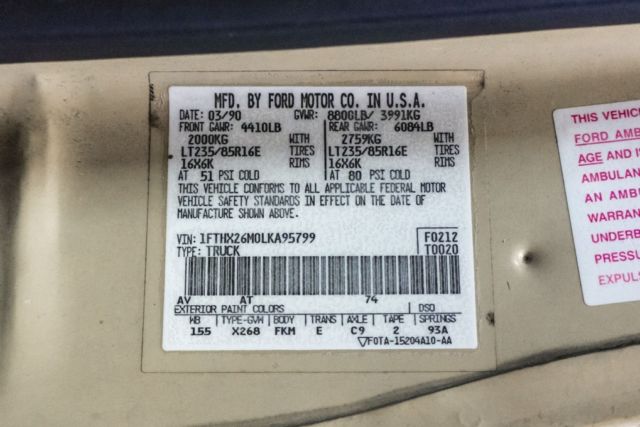 MFD. BY FORD MOTOR CO. IN U.S.A.
DATE: 03/90 GVWR: 8800LB/ 3991KG
FRONT GAWR: 4410LB REAR GAWR: 6084LB
2000KG WITH 2759KG WITH
LT235/85R16E TIRES LT235/85R16E TIRES
16X6K RIMS 16X6K RIMS
AT 51 PSI COLD AT 80 PSI COLD
THIS VEHICLE CONFORMS TO ALL APPLICABLE FEDERAL MOTOR
VEHICLE SAFETY STANDARDS IN EFFECT ON THE DATE OF
MANUFACTURE SHOWN ABOVE.
VIN: 1FTHX26M0LKA95799 F0212
TYPE: TRUCK T0020
AV AT 74
EXTERIOR PAINT COLORS DSO
WB TYPE-GVW BODY TRANS AXLE TAPE SPRINGS
155 X268 FKM E C9 2 93A
▽F0TA-15204A10-AA
THIS VEHIC
FORD AMB
AGE AND I
AMBULAN
AN AMBU
WARRAN
UNDERB
PRESSU
EXPULS